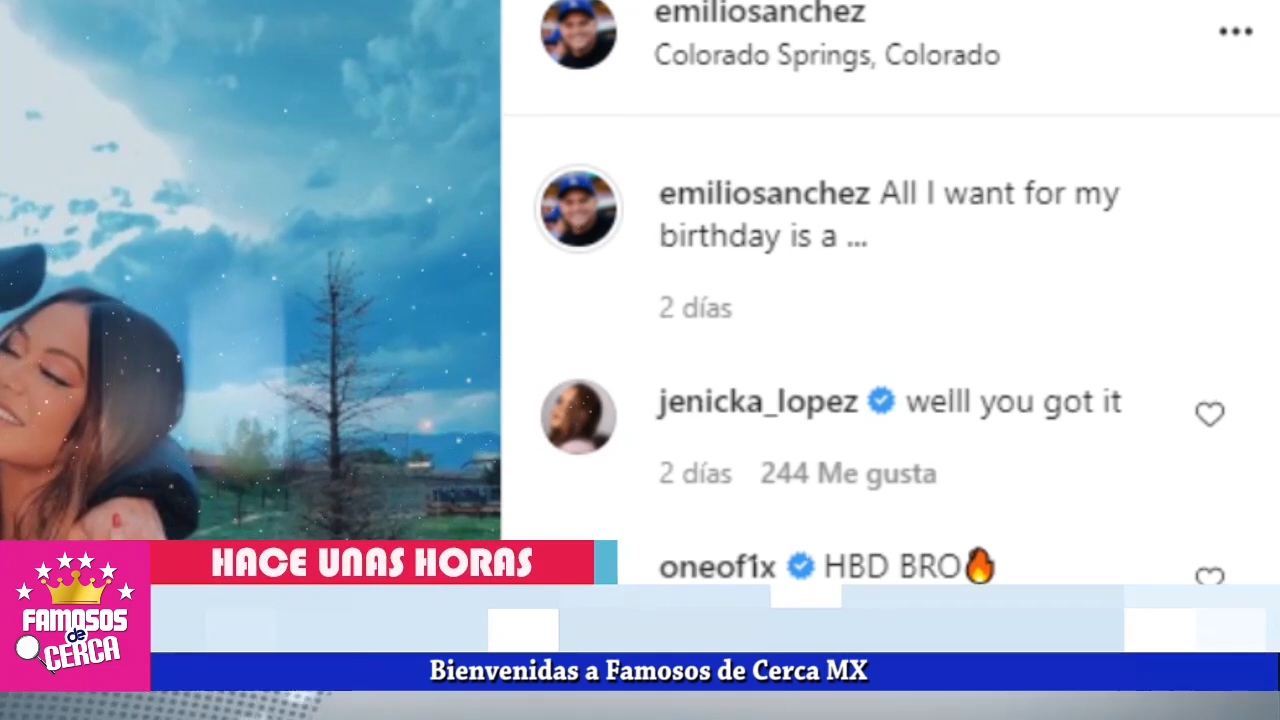 emiliosanchez
Colorado Springs, Colorado
emiliosanchez All I want for my
birthday is a ...
2 días
jenicka_lopez welll you got it
2 días 244 Me gusta
oneof1x HBD BRO🔥
HACE UNAS HORAS
FAMOSOS
de
CERCA
Bienvenidas a Famosos de Cerca MX